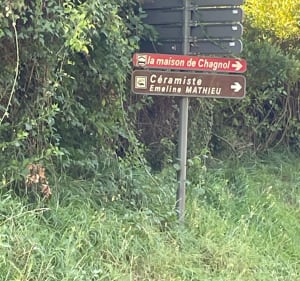 la maison de Chagnol
Céramiste
Emeline MATHIEU